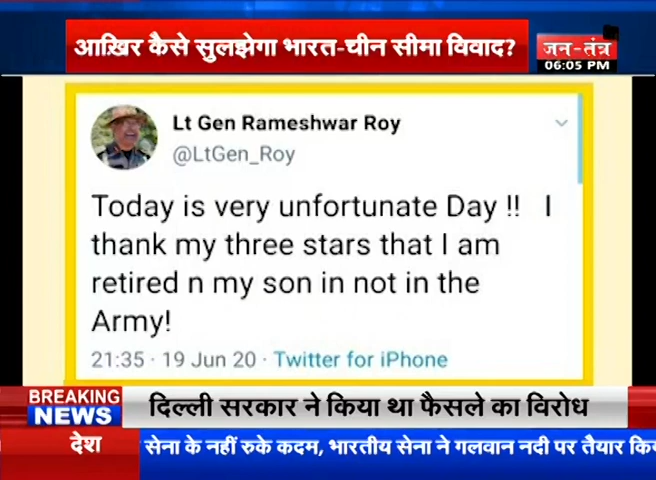 आख़िर कैसे सुलझेगा भारत-चीन सीमा विवाद?
जन-तंत्र
06:05 PM
Lt Gen Rameshwar Roy
@LtGen_Roy
Today is very unfortunate Day !! I
thank my three stars that I am
retired n my son in not in the
Army!
21:35 · 19 Jun 20 · Twitter for iPhone
BREAKING
NEWS
दिल्ली सरकार ने किया था फैसले का विरोध
देश
सेना के नहीं रुके कदम, भारतीय सेना ने गलवान नदी पर तैयार